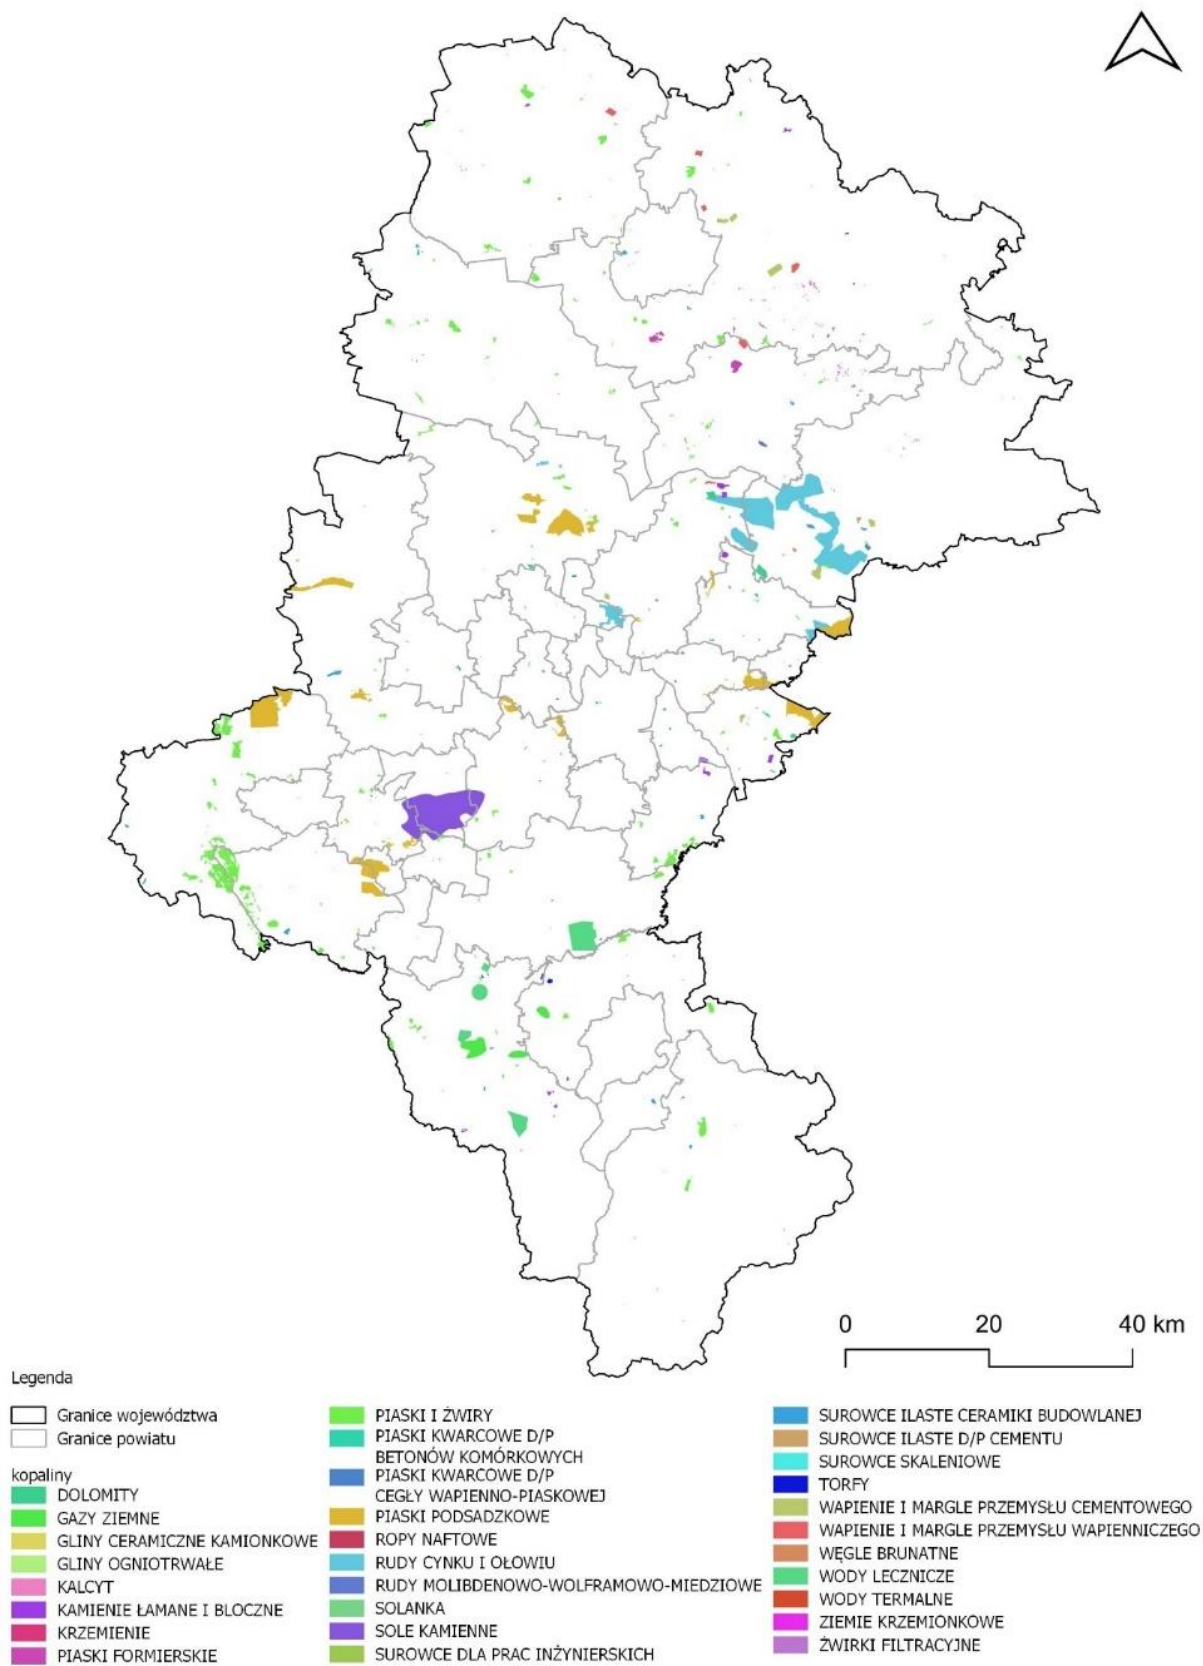 0 20 40 km
Legenda
Granice województwa
Granice powiatu
kopaliny
DOLOMITY
GAZY ZIEMNE
GLINY CERAMICZNE KAMIONKOWE
GLINY OGNIOTRWAŁE
KALCYT
KAMIENIE ŁAMANE I BLOCZNE
KRZEMIENIE
PIASKI FORMIERSKIE
PIASKI I ŻWIRY
PIASKI KWARCOWE D/P
BETONÓW KOMÓRKOWYCH
PIASKI KWARCOWE D/P
CEGŁY WAPIENNO-PIASKOWEJ
PIASKI PODSADZKOWE
ROPY NAFTOWE
RUDY CYNKU I OŁOWIU
RUDY MOLIBDENOWO-WOLFRAMOWO-MIEDZIOWE
SOLANKA
SOLE KAMIENNE
SUROWCE DLA PRAC INŻYNIERSKICH
SUROWCE ILASTE CERAMIKI BUDOWLANEJ
SUROWCE ILASTE D/P CEMENTU
SUROWCE SKALENIOWE
TORFY
WAPIENIE I MARGLE PRZEMYSŁU CEMENTOWEGO
WAPIENIE I MARGLE PRZEMYSŁU WAPIENNICZEGO
WĘGLE BRUNATNE
WODY LECZNICZE
WODY TERMALNE
ZIEMIE KRZEMIONKOWE
ŻWIRKI FILTRACYJNE